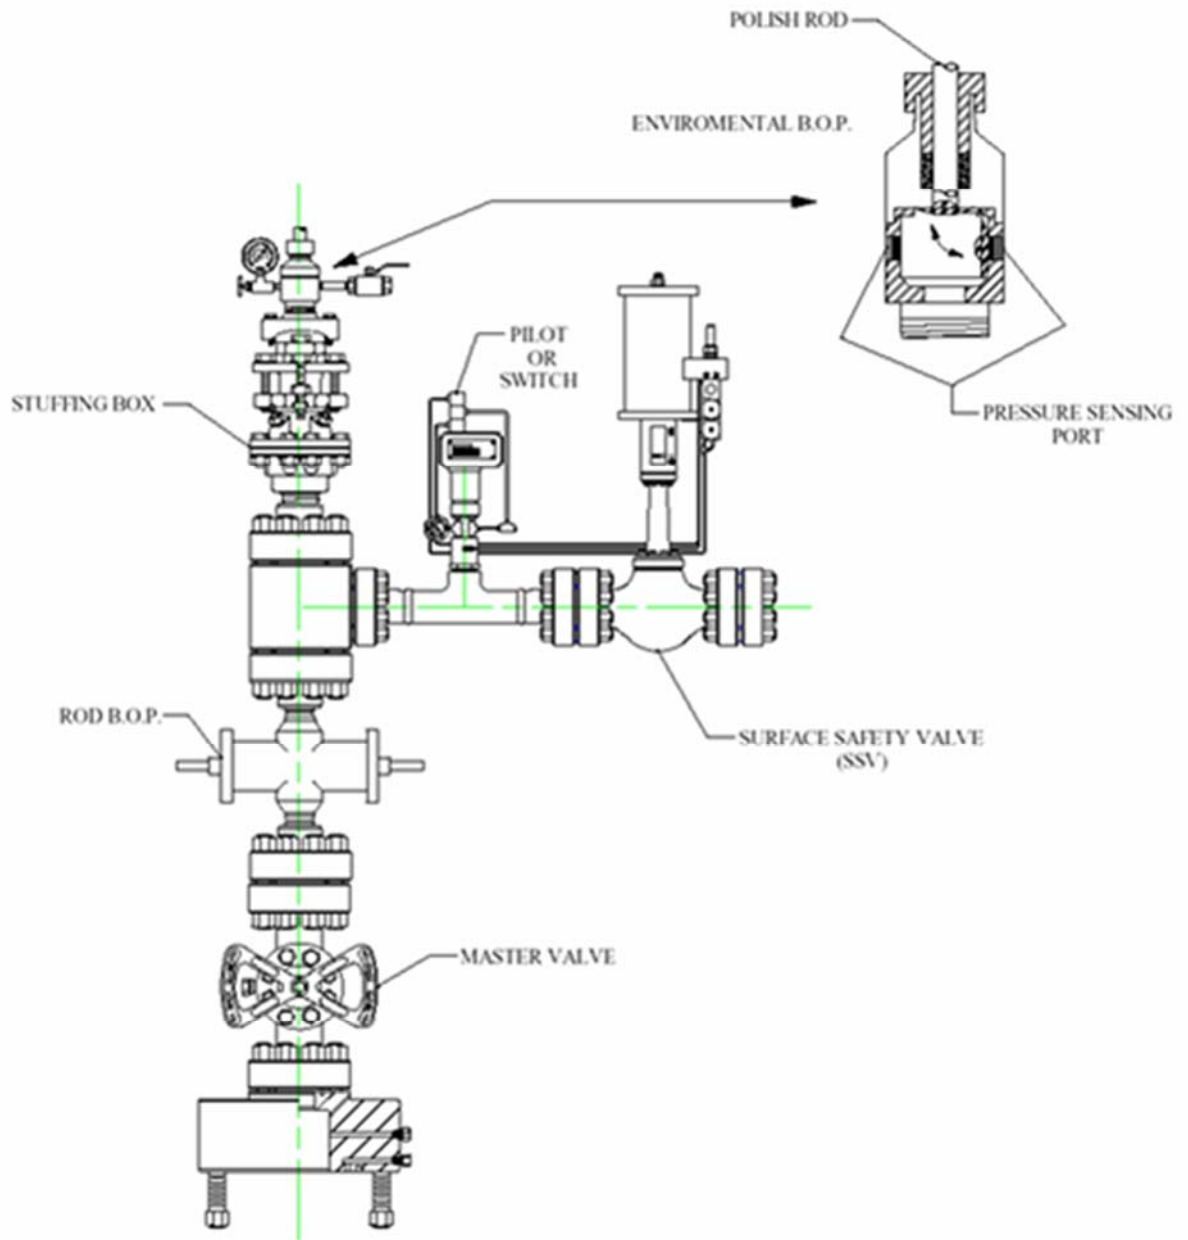 POLISH ROD
ENVIROMENTAL B.O.P.
PILOT
OR
SWITCH
STUFFING BOX
PRESSURE SENSING
PORT
ROD B.O.P.
SURFACE SAFETY VALVE
(SSV)
MASTER VALVE